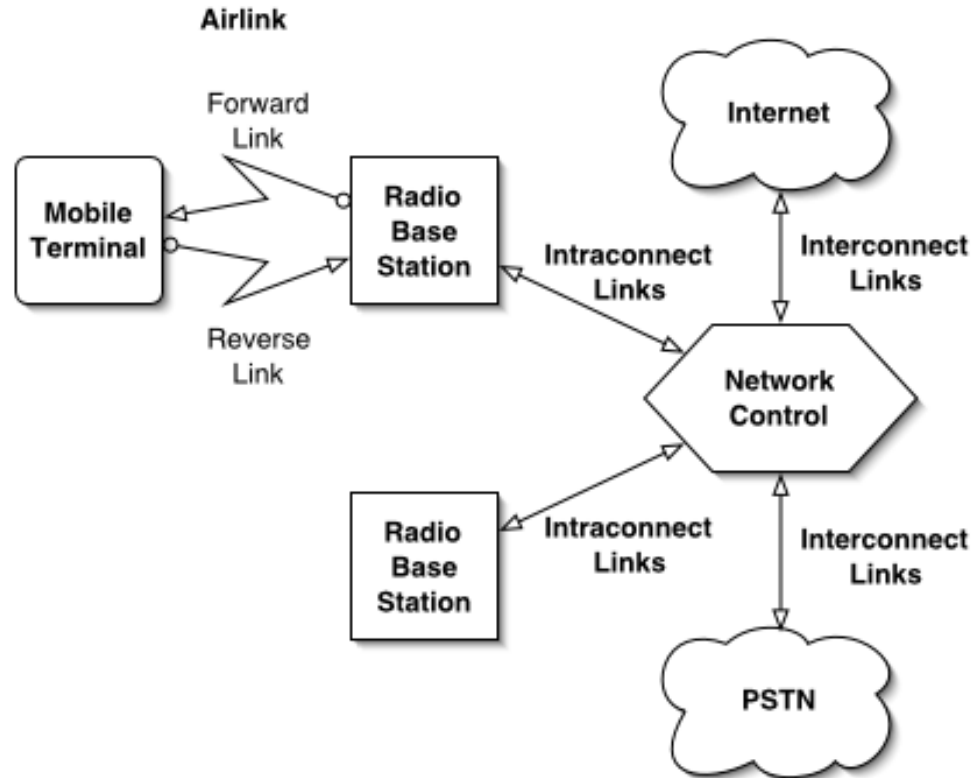 Airlink
Forward
Link
Internet
Mobile
Terminal
Radio
Base
Station
Intraconnect
Links
Interconnect
Links
Reverse
Link
Network
Control
Radio
Base
Station
Intraconnect
Links
Interconnect
Links
PSTN